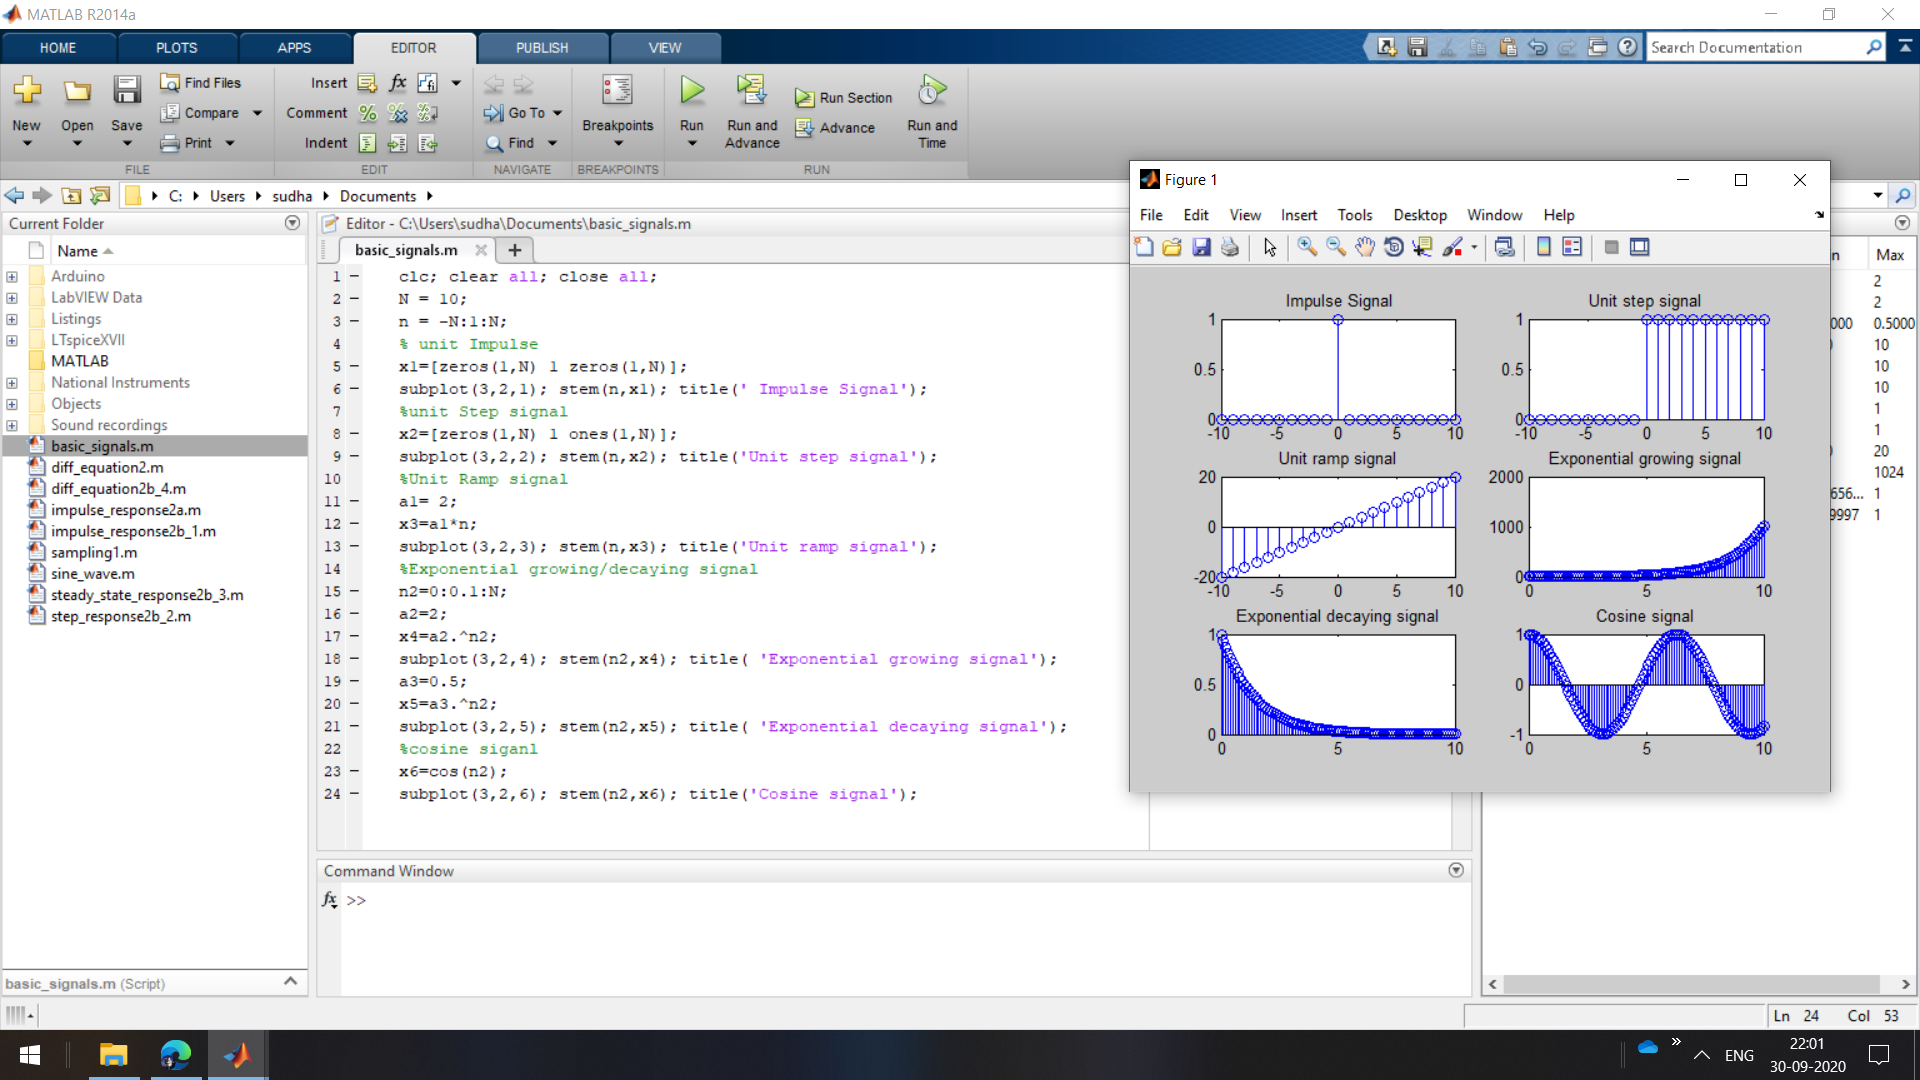 MATLAB R2014a
HOME PLOTS APPS EDITOR PUBLISH VIEW
Search Documentation
New Open Save Find Files Compare Print
FILE
Insert fx
Comment
Indent
EDIT
Go To
Find
NAVIGATE
Breakpoints
BREAKPOINTS
Run Run and Advance Run Section Advance Run and Time
RUN
C: Users sudha Documents
Current Folder
Name
Arduino
LabVIEW Data
Listings
LTspiceXVII
MATLAB
National Instruments
Objects
Sound recordings
basic_signals.m
diff_equation2.m
diff_equation2b_4.m
impulse_response2a.m
impulse_response2b_1.m
sampling1.m
sine_wave.m
steady_state_response2b_3.m
step_response2b_2.m
basic_signals.m (Script)
Editor - C:\Users\sudha\Documents\basic_signals.m
basic_signals.m
1 clc; clear all; close all;
2 N = 10;
3 n = -N:1:N;
4 % unit Impulse
5 x1=[zeros(1,N) 1 zeros(1,N)];
6 subplot(3,2,1); stem(n,x1); title(' Impulse Signal');
7 %unit Step signal
8 x2=[zeros(1,N) 1 ones(1,N)];
9 subplot(3,2,2); stem(n,x2); title('Unit step signal');
10 %Unit Ramp signal
11 a1= 2;
12 x3=a1*n;
13 subplot(3,2,3); stem(n,x3); title('Unit ramp signal');
14 %Exponential growing/decaying signal
15 n2=0:0.1:N;
16 a2=2;
17 x4=a2.^n2;
18 subplot(3,2,4); stem(n2,x4); title( 'Exponential growing signal');
19 a3=0.5;
20 x5=a3.^n2;
21 subplot(3,2,5); stem(n2,x5); title( 'Exponential decaying signal');
22 %cosine siganl
23 x6=cos(n2);
24 subplot(3,2,6); stem(n2,x6); title('Cosine signal');
Command Window
fx >>
Figure 1
File Edit View Insert Tools Desktop Window Help
Impulse Signal
1
0.5
0
-10 -5 0 5 10
Unit step signal
1
0.5
0
-10 -5 0 5 10
Unit ramp signal
20
0
-20
-10 -5 0 5 10
Exponential growing signal
2000
1000
0
0 5 10
Exponential decaying signal
1
0.5
0
0 5 10
Cosine signal
1
0
-1
0 5 10
Max
2
2
0.5000
10
10
10
1
1
20
1024
656... 1
9997 1
Ln 24 Col 53
ENG
22:01
30-09-2020